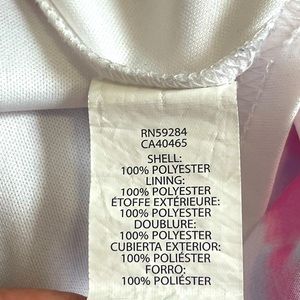 RN59284
CA40465
SHELL:
100% POLYESTER
LINING:
100% POLYESTER
ÉTOFFE EXTÉRIEURE:
100% POLYESTER
DOUBLURE:
100% POLYESTER
CUBIERTA EXTERIOR:
100% POLIÉSTER
FORRO:
100% POLIÉSTER